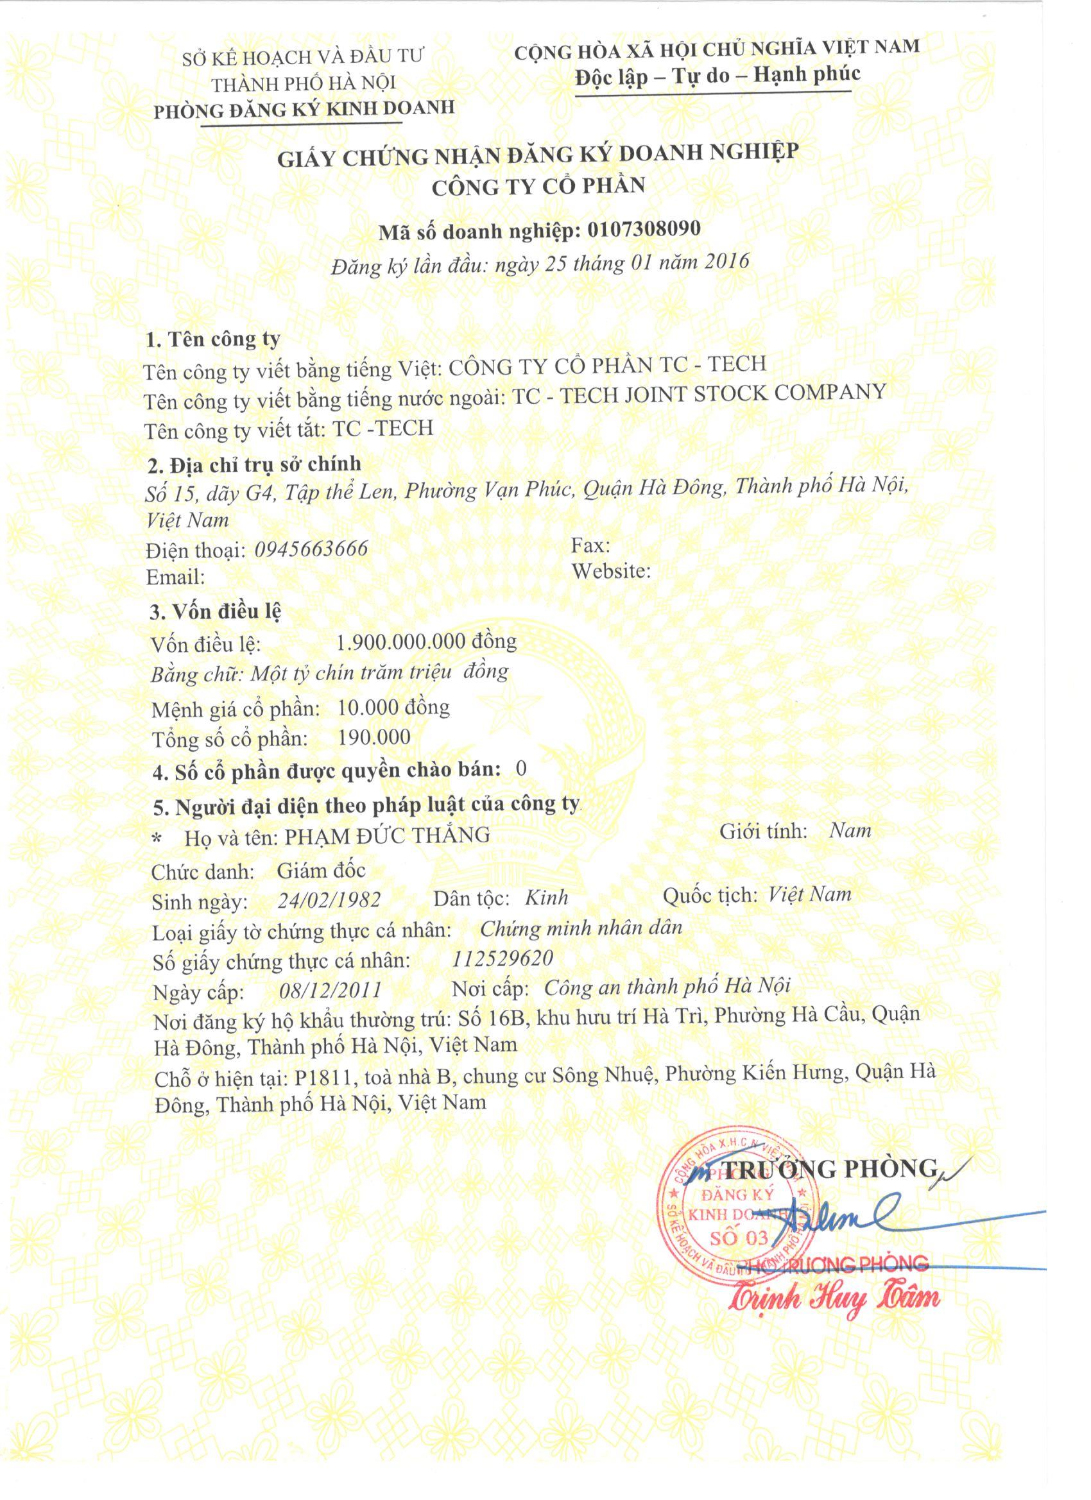 SỞ KẾ HOẠCH VÀ ĐẦU TƯ
THÀNH PHỐ HÀ NỘI
PHÒNG ĐĂNG KÝ KINH DOANH
CỘNG HÒA XÃ HỘI CHỦ NGHĨA VIỆT NAM
Độc lập – Tự do – Hạnh phúc
GIẤY CHỨNG NHẬN ĐĂNG KÝ DOANH NGHIỆP
CÔNG TY CỔ PHẦN
Mã số doanh nghiệp: 0107308090
Đăng ký lần đầu: ngày 25 tháng 01 năm 2016
1. Tên công ty
Tên công ty viết bằng tiếng Việt: CÔNG TY CỔ PHẦN TC - TECH
Tên công ty viết bằng tiếng nước ngoài: TC - TECH JOINT STOCK COMPANY
Tên công ty viết tắt: TC -TECH
2. Địa chỉ trụ sở chính
Số 15, dãy G4, Tập thể Len, Phường Vạn Phúc, Quận Hà Đông, Thành phố Hà Nội,
Việt Nam
Điện thoại: 0945663666 Fax:
Email: Website:
3. Vốn điều lệ
Vốn điều lệ: 1.900.000.000 đồng
Bằng chữ: Một tỷ chín trăm triệu đồng
Mệnh giá cổ phần: 10.000 đồng
Tổng số cổ phần: 190.000
4. Số cổ phần được quyền chào bán: 0
5. Người đại diện theo pháp luật của công ty
* Họ và tên: PHẠM ĐỨC THẮNG Giới tính: Nam
Chức danh: Giám đốc
Sinh ngày: 24/02/1982 Dân tộc: Kinh Quốc tịch: Việt Nam
Loại giấy tờ chứng thực cá nhân: Chứng minh nhân dân
Số giấy chứng thực cá nhân: 112529620
Ngày cấp: 08/12/2011 Nơi cấp: Công an thành phố Hà Nội
Nơi đăng ký hộ khẩu thường trú: Số 16B, khu hưu trí Hà Trì, Phường Hà Cầu, Quận
Hà Đông, Thành phố Hà Nội, Việt Nam
Chỗ ở hiện tại: P1811, toà nhà B, chung cư Sông Nhuệ, Phường Kiến Hưng, Quận Hà
Đông, Thành phố Hà Nội, Việt Nam
TRƯỞNG PHÒNG
CỘNG HÒA X.H.C.N VIỆT NAM
PHÒNG
ĐĂNG KÝ
KINH DOANH
SỐ 03
SỞ KẾ HOẠCH VÀ ĐẦU TƯ THÀNH PHỐ HÀ NỘI
PHÓ TRƯỞNG PHÒNG
Trịnh Huy Tâm